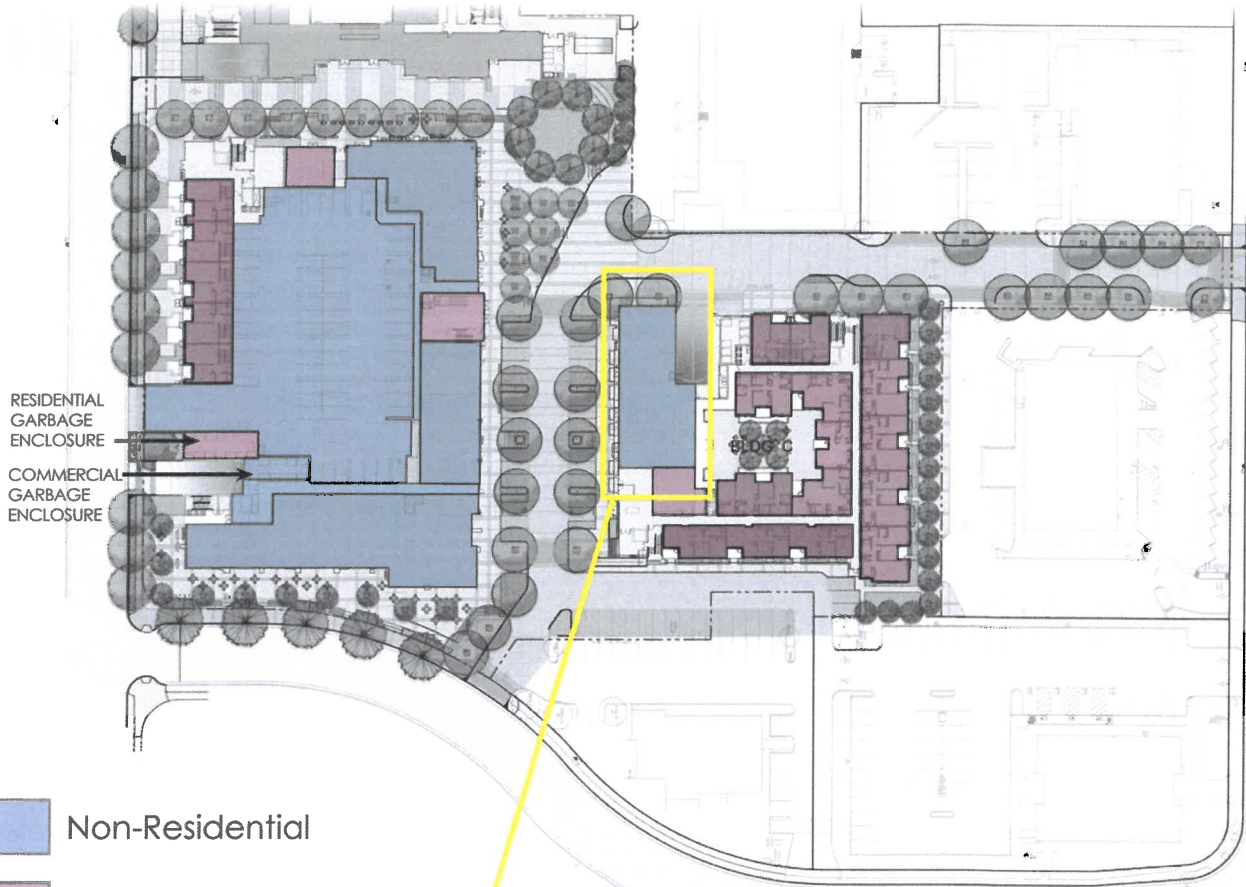 RESIDENTIAL
GARBAGE
ENCLOSURE
COMMERCIAL
GARBAGE
ENCLOSURE
BLDG C
Non-Residential